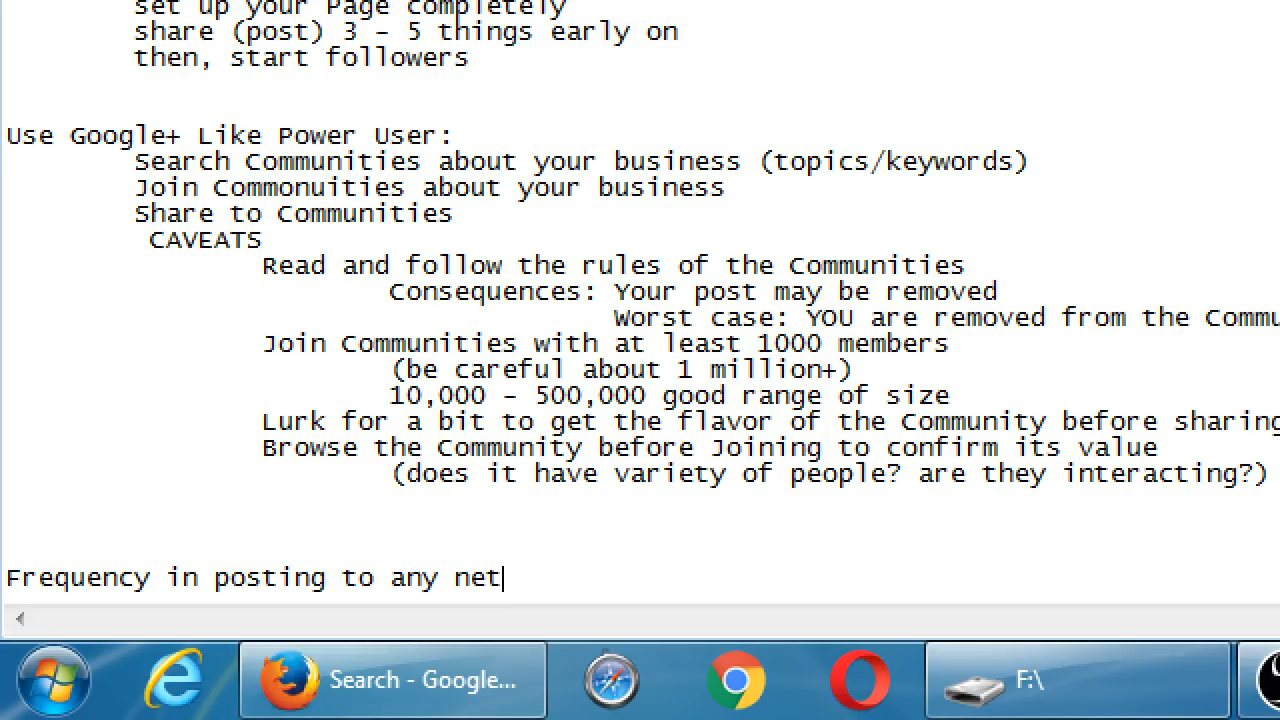 set up your Page completely
share (post) 3 - 5 things early on
then, start followers
Use Google+ Like Power User:
Search Communities about your business (topics/keywords)
Join Commonuities about your business
Share to Communities
CAVEATS
Read and follow the rules of the Communities
Consequences: Your post may be removed
Worst case: YOU are removed from the Commu
Join Communities with at least 1000 members
(be careful about 1 million+)
10,000 - 500,000 good range of size
Lurk for a bit to get the flavor of the Community before sharing
Browse the Community before Joining to confirm its value
(does it have variety of people? are they interacting?)
Frequency in posting to any net
Search - Google...
F:\